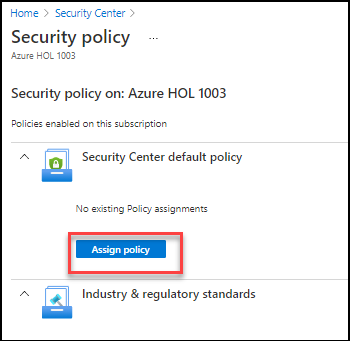 Home > Security Center >
Security policy ...
Azure HOL 1003
Security policy on: Azure HOL 1003
Policies enabled on this subscription
Security Center default policy
No existing Policy assignments
Assign policy
Industry & regulatory standards